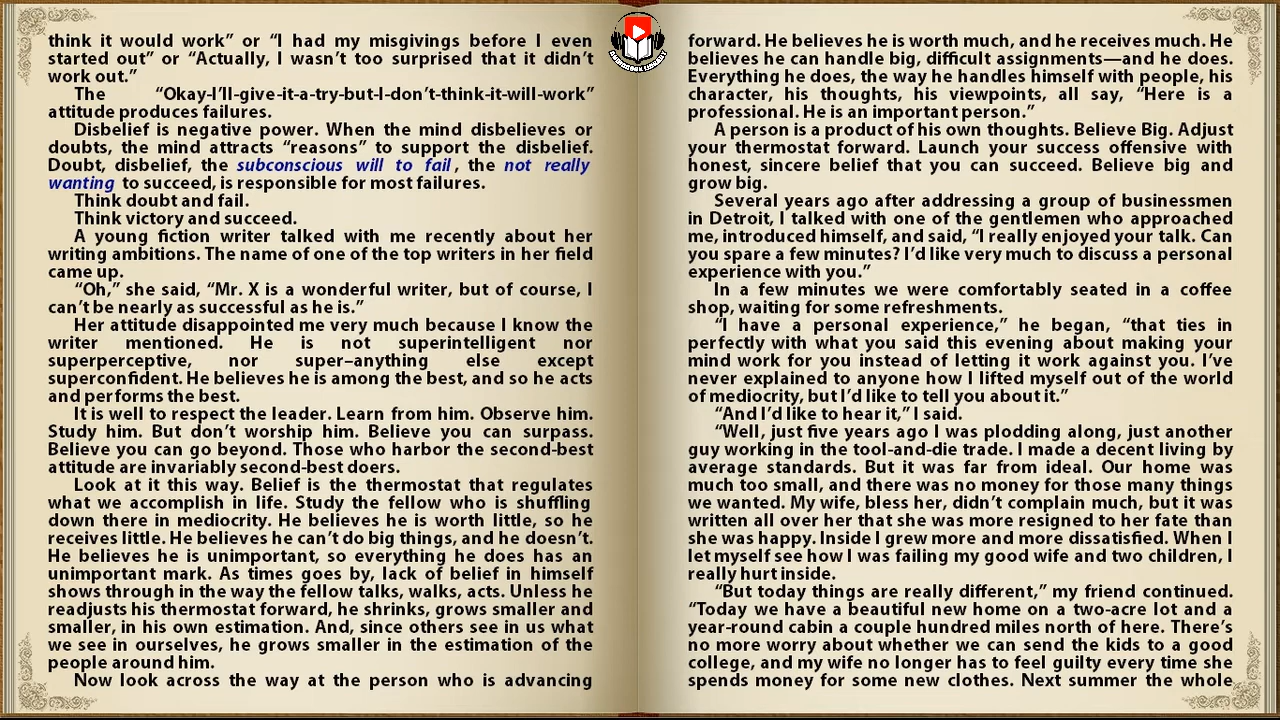 think it would work” or “I had my misgivings before I even
started out” or “Actually, I wasn’t too surprised that it didn’t
work out.”
The “Okay-I’ll-give-it-a-try-but-I-don’t-think-it-will-work”
attitude produces failures.
Disbelief is negative power. When the mind disbelieves or
doubts, the mind attracts “reasons” to support the disbelief.
Doubt, disbelief, the subconscious will to fail, the not really
wanting to succeed, is responsible for most failures.
Think doubt and fail.
Think victory and succeed.
A young fiction writer talked with me recently about her
writing ambitions. The name of one of the top writers in her field
came up.
“Oh,” she said, “Mr. X is a wonderful writer, but of course, I
can’t be nearly as successful as he is.”
Her attitude disappointed me very much because I know the
writer mentioned. He is not superintelligent nor
superperceptive, nor super–anything else except
superconfident. He believes he is among the best, and so he acts
and performs the best.
It is well to respect the leader. Learn from him. Observe him.
Study him. But don’t worship him. Believe you can surpass.
Believe you can go beyond. Those who harbor the second-best
attitude are invariably second-best doers.
Look at it this way. Belief is the thermostat that regulates
what we accomplish in life. Study the fellow who is shuffling
down there in mediocrity. He believes he is worth little, so he
receives little. He believes he can’t do big things, and he doesn’t.
He believes he is unimportant, so everything he does has an
unimportant mark. As times goes by, lack of belief in himself
shows through in the way the fellow talks, walks, acts. Unless he
readjusts his thermostat forward, he shrinks, grows smaller and
smaller, in his own estimation. And, since others see in us what
we see in ourselves, he grows smaller in the estimation of the
people around him.
Now look across the way at the person who is advancing
forward. He believes he is worth much, and he receives much. He
believes he can handle big, difficult assignments—and he does.
Everything he does, the way he handles himself with people, his
character, his thoughts, his viewpoints, all say, “Here is a
professional. He is an important person.”
A person is a product of his own thoughts. Believe Big. Adjust
your thermostat forward. Launch your success offensive with
honest, sincere belief that you can succeed. Believe big and
grow big.
Several years ago after addressing a group of businessmen
in Detroit, I talked with one of the gentlemen who approached
me, introduced himself, and said, “I really enjoyed your talk. Can
you spare a few minutes? I’d like very much to discuss a personal
experience with you.”
In a few minutes we were comfortably seated in a coffee
shop, waiting for some refreshments.
“I have a personal experience,” he began, “that ties in
perfectly with what you said this evening about making your
mind work for you instead of letting it work against you. I’ve
never explained to anyone how I lifted myself out of the world
of mediocrity, but I’d like to tell you about it.”
“And I’d like to hear it,” I said.
“Well, just five years ago I was plodding along, just another
guy working in the tool-and-die trade. I made a decent living by
average standards. But it was far from ideal. Our home was
much too small, and there was no money for those many things
we wanted. My wife, bless her, didn’t complain much, but it was
written all over her that she was more resigned to her fate than
she was happy. Inside I grew more and more dissatisfied. When I
let myself see how I was failing my good wife and two children, I
really hurt inside.
“But today things are really different,” my friend continued.
“Today we have a beautiful new home on a two-acre lot and a
year-round cabin a couple hundred miles north of here. There’s
no more worry about whether we can send the kids to a good
college, and my wife no longer has to feel guilty every time she
spends money for some new clothes. Next summer the whole